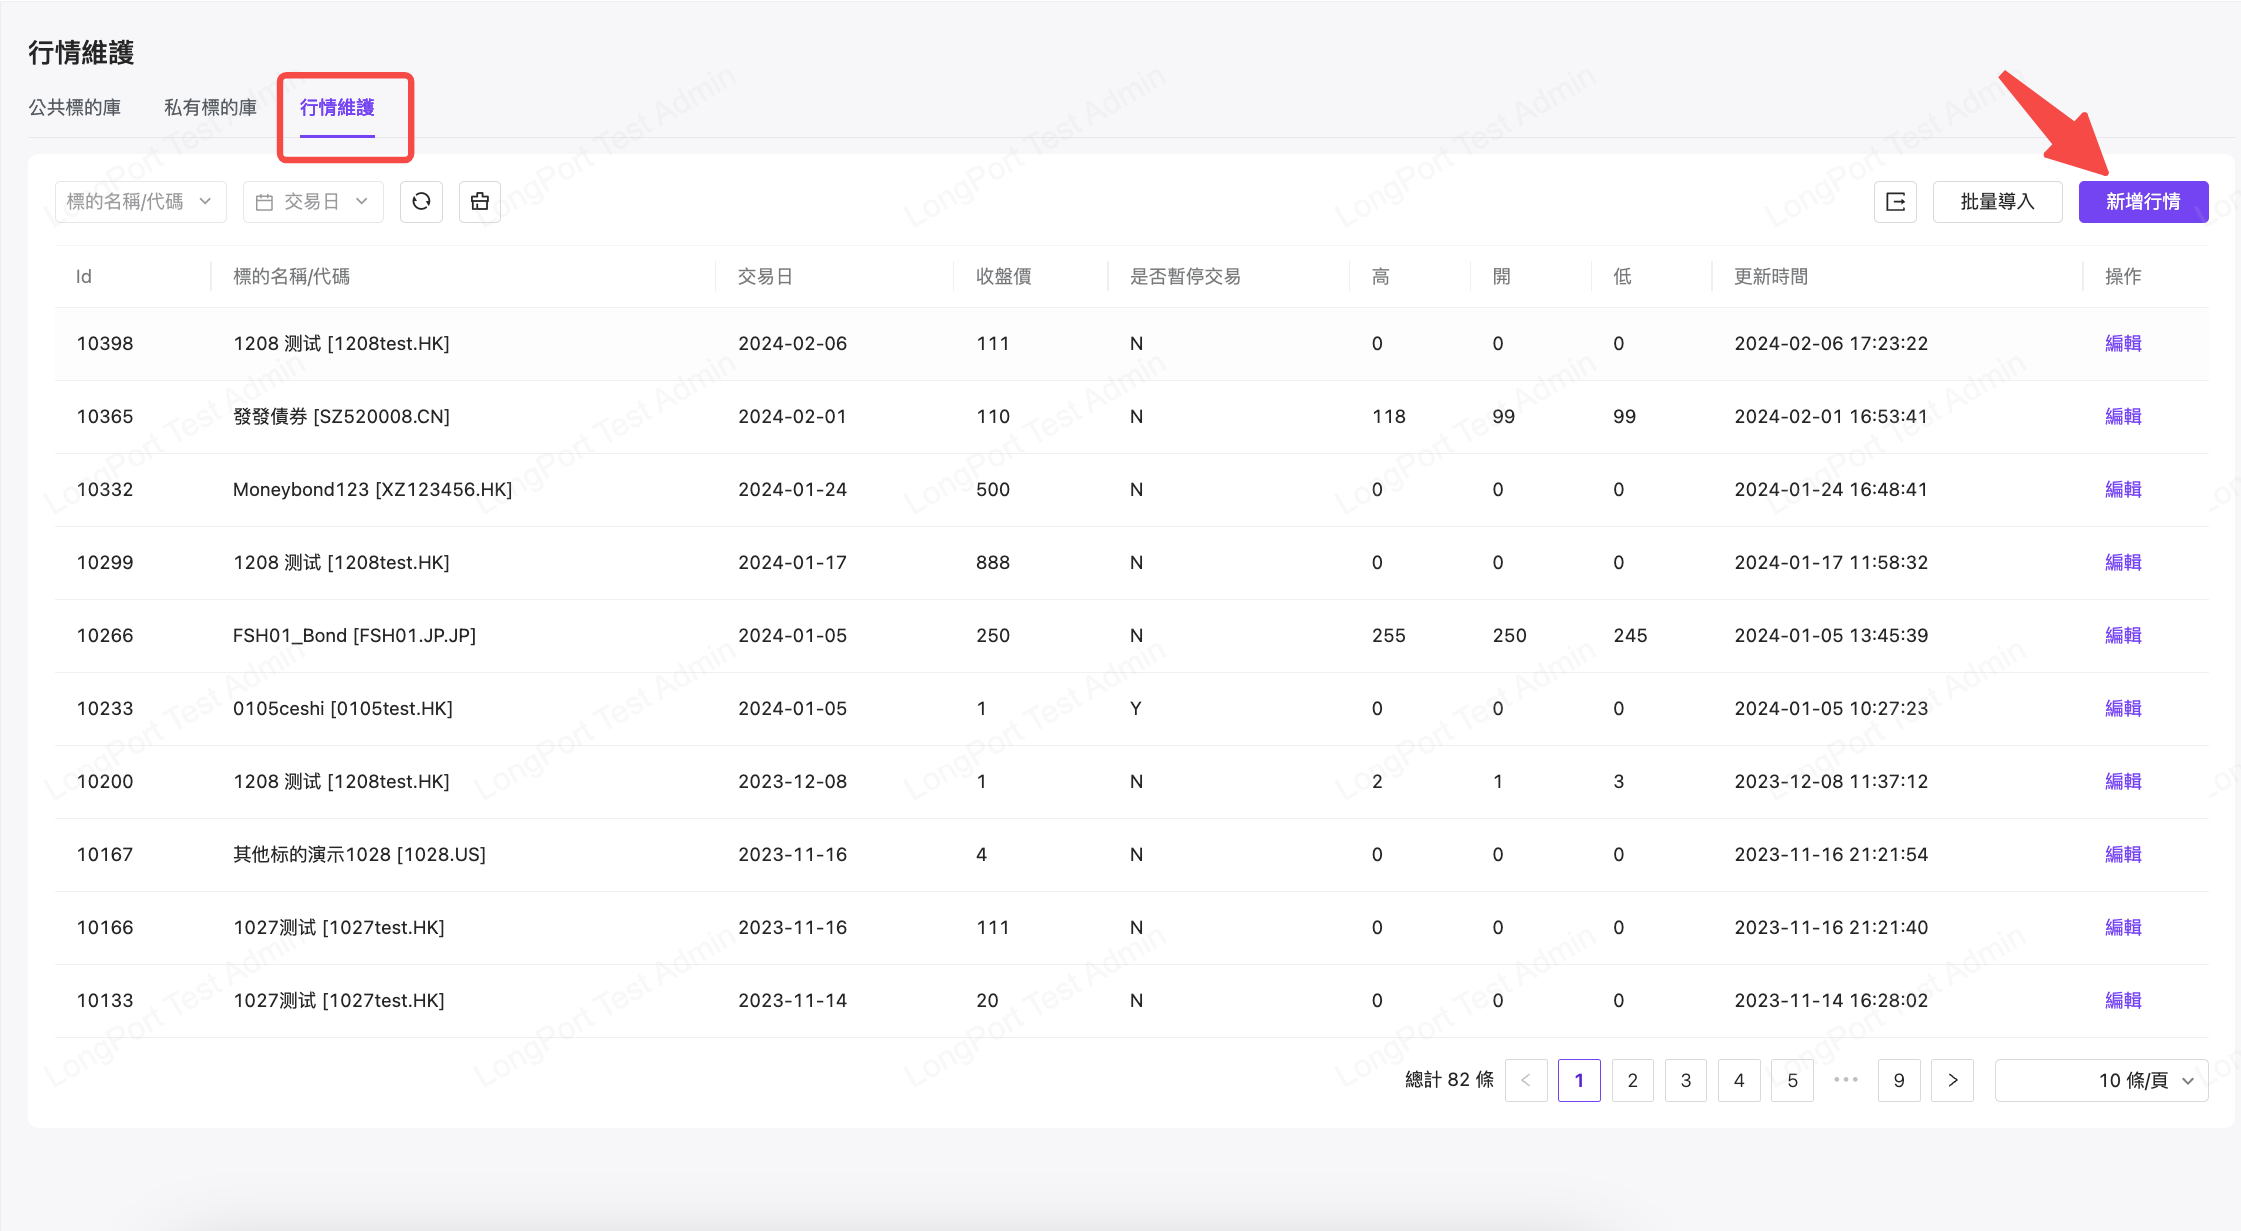 行情維護
公共標的庫 私有標的庫 行情維護
標的名稱/代碼 交易日 批量導入 新增行情
Id 標的名稱/代碼 交易日 收盤價 是否暫停交易 高 開 低 更新時間 操作
10398 1208 测试 [1208test.HK] 2024-02-06 111 N 0 0 0 2024-02-06 17:23:22 編輯
10365 發發債券 [SZ520008.CN] 2024-02-01 110 N 118 99 99 2024-02-01 16:53:41 編輯
10332 Moneybond123 [XZ123456.HK] 2024-01-24 500 N 0 0 0 2024-01-24 16:48:41 編輯
10299 1208 测试 [1208test.HK] 2024-01-17 888 N 0 0 0 2024-01-17 11:58:32 編輯
10266 FSH01_Bond [FSH01.JP.JP] 2024-01-05 250 N 255 250 245 2024-01-05 13:45:39 編輯
10233 0105ceshi [0105test.HK] 2024-01-05 1 Y 0 0 0 2024-01-05 10:27:23 編輯
10200 1208 测试 [1208test.HK] 2023-12-08 1 N 2 1 3 2023-12-08 11:37:12 編輯
10167 其他标的演示1028 [1028.US] 2023-11-16 4 N 0 0 0 2023-11-16 21:21:54 編輯
10166 1027测试 [1027test.HK] 2023-11-16 111 N 0 0 0 2023-11-16 21:21:40 編輯
10133 1027测试 [1027test.HK] 2023-11-14 20 N 0 0 0 2023-11-14 16:28:02 編輯
總計 82 條 < 1 2 3 4 5 ••• 9 > 10 條/頁
LongPort Test Admin